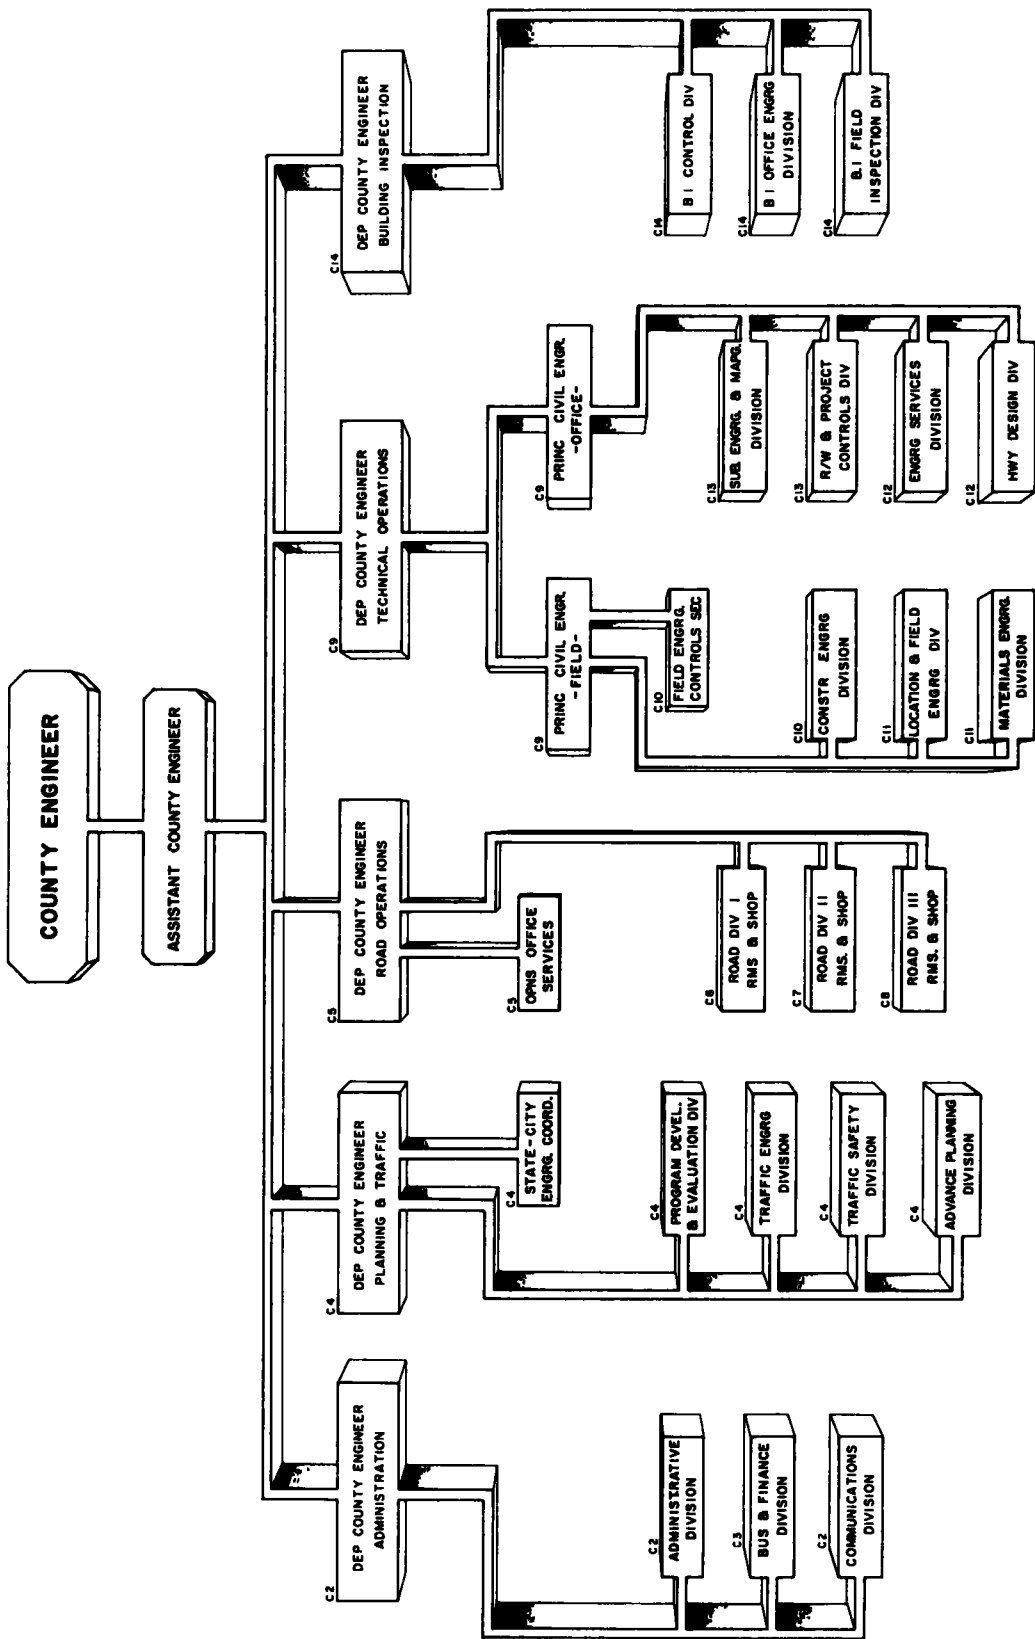 COUNTY ENGINEER
ASSISTANT COUNTY ENGINEER
C2
DEP COUNTY ENGINEER
ADMINISTRATION
C4
DEP COUNTY ENGINEER
PLANNING & TRAFFIC
C5
DEP COUNTY ENGINEER
ROAD OPERATIONS
C9
DEP COUNTY ENGINEER
TECHNICAL OPERATIONS
C14
DEP COUNTY ENGINEER
BUILDING INSPECTION
C2
ADMINISTRATIVE
DIVISION
C3
BUS & FINANCE
DIVISION
C2
COMMUNICATIONS
DIVISION
C4
STATE-CITY
ENGRG. COORD.
C4
PROGRAM DEVEL.
& EVALUATION DIV
C4
TRAFFIC ENGRG
DIVISION
C4
TRAFFIC SAFETY
DIVISION
C4
ADVANCE PLANNING
DIVISION
C5
OPNS OFFICE
SERVICES
C6
ROAD DIV I
RMS & SHOP
C7
ROAD DIV II
RMS. & SHOP
C8
ROAD DIV III
RMS. & SHOP
C9
PRINC CIVIL ENGR.
-FIELD-
C10
FIELD ENGRG.
CONTROLS SEC
C10
CONSTR ENGRG
DIVISION
C11
LOCATION & FIELD
ENGRG DIV
C11
MATERIALS ENGRG.
DIVISION
C9
PRINC CIVIL ENGR.
-OFFICE-
C13
SUB. ENGRG. & MAPG.
DIVISION
C13
R/W & PROJECT
CONTROLS DIV
C12
ENGRG SERVICES
DIVISION
C12
HWY DESIGN DIV
C14
B I CONTROL DIV
C14
B I OFFICE ENGRG
DIVISION
C14
B.I FIELD
INSPECTION DIV